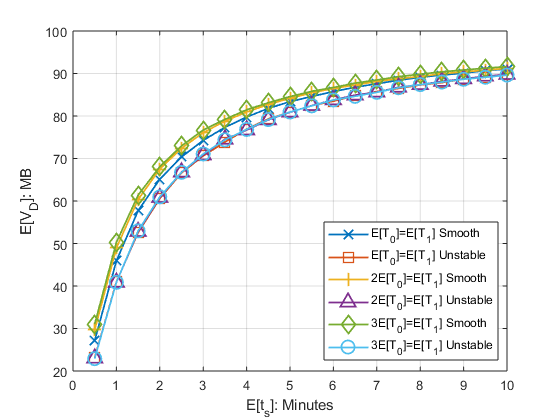 100
90
80
70
60
50
40
30
20
E[V_D]: MB
0 1 2 3 4 5 6 7 8 9 10
E[t_s]: Minutes
E[T_0]=E[T_1] Smooth
E[T_0]=E[T_1] Unstable
2E[T_0]=E[T_1] Smooth
2E[T_0]=E[T_1] Unstable
3E[T_0]=E[T_1] Smooth
3E[T_0]=E[T_1] Unstable